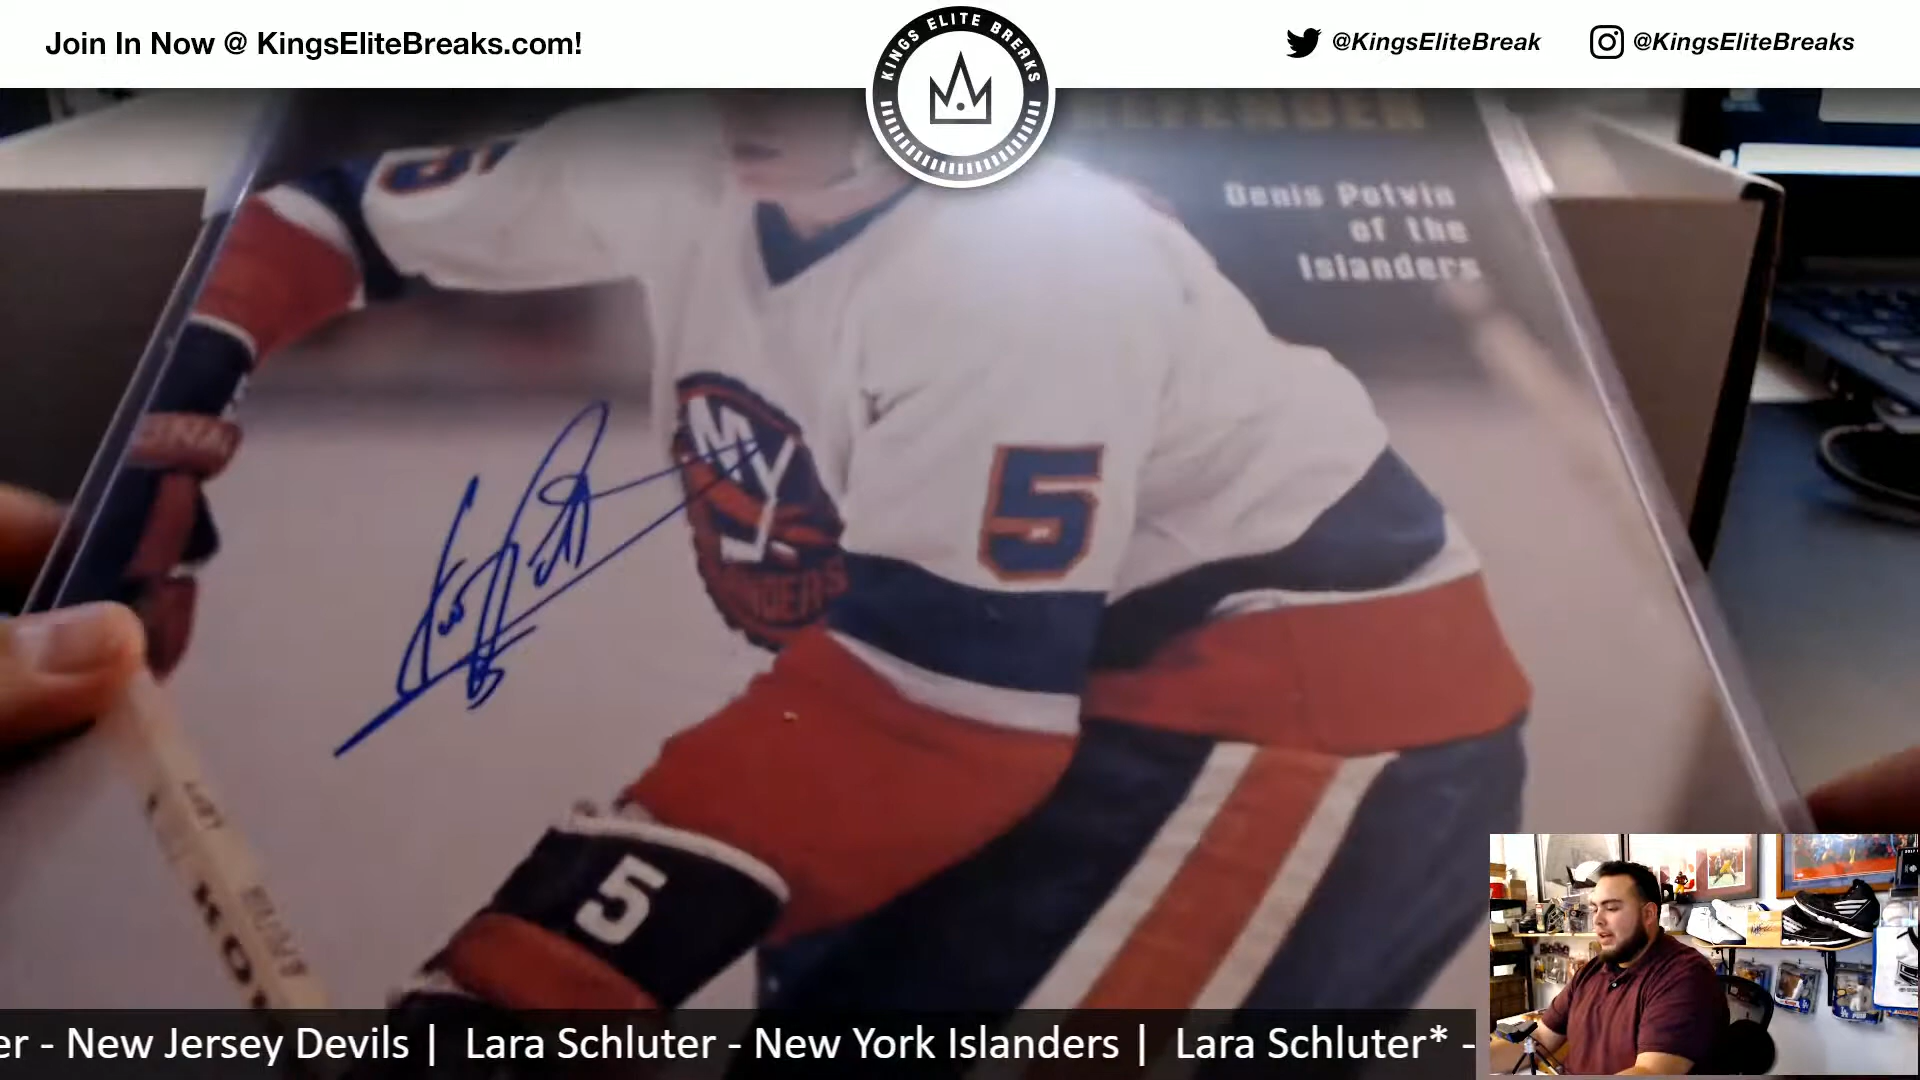 Join In Now @ KingsEliteBreaks.com!
KINGS ELITE BREAKS
@KingsEliteBreak
@KingsEliteBreaks
Denis Potvin
of the
Islanders
NY
5
5
er - New Jersey Devils | Lara Schluter - New York Islanders | Lara Schluter* -